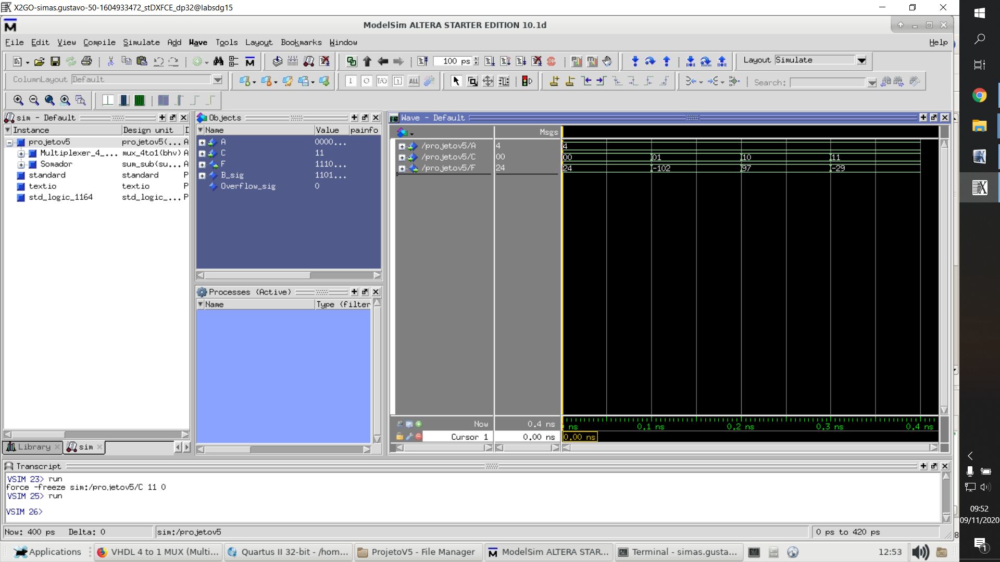 X2GO-simas.gustavo-50-1604933472_stDXFCE_dp32@labsdg15
ModelSim ALTERA STARTER EDITION 10.1d
File Edit View Compile Simulate Add Wave Tools Layout Bookmarks Window Help
100 ps
Layout Simulate
ColumnLayout Default
Search:
sim - Default
Instance Design unit
projetov5 projetov5(... A
Multiplexer_4_... mux_4to1(bhv) A
Somador sum_sub(su... A
standard standard P
textio textio P
std_logic_1164 std_logic_... P
Library
sim
Objects
Name Value painfo
A 0000...
C 11
F 1110...
B_sig 1101...
Overflow_sig 0
Processes (Active)
Name Type (filter
Wave - Default
Msgs
/projetov5/A 4 4
/projetov5/C 00 00 01 10 11
/projetov5/F 24 24 -102 97 -29
Now 0.4 ns ns 0.1 ns 0.2 ns 0.3 ns 0.4 ns
Cursor 1 0.00 ns 0.00 ns
Transcript
VSIM 23> run
force -freeze sim:/projetov5/C 11 0
VSIM 25> run
VSIM 26>
Now: 400 ps Delta: 0 sim:/projetov5 0 ps to 420 ps
Applications VHDL 4 to 1 MUX (Multi... Quartus II 32-bit - /hom... ProjetoV5 - File Manager ModelSim ALTERA STAR... Terminal - simas.gusta... 12:53
09:52
09/11/2020
1